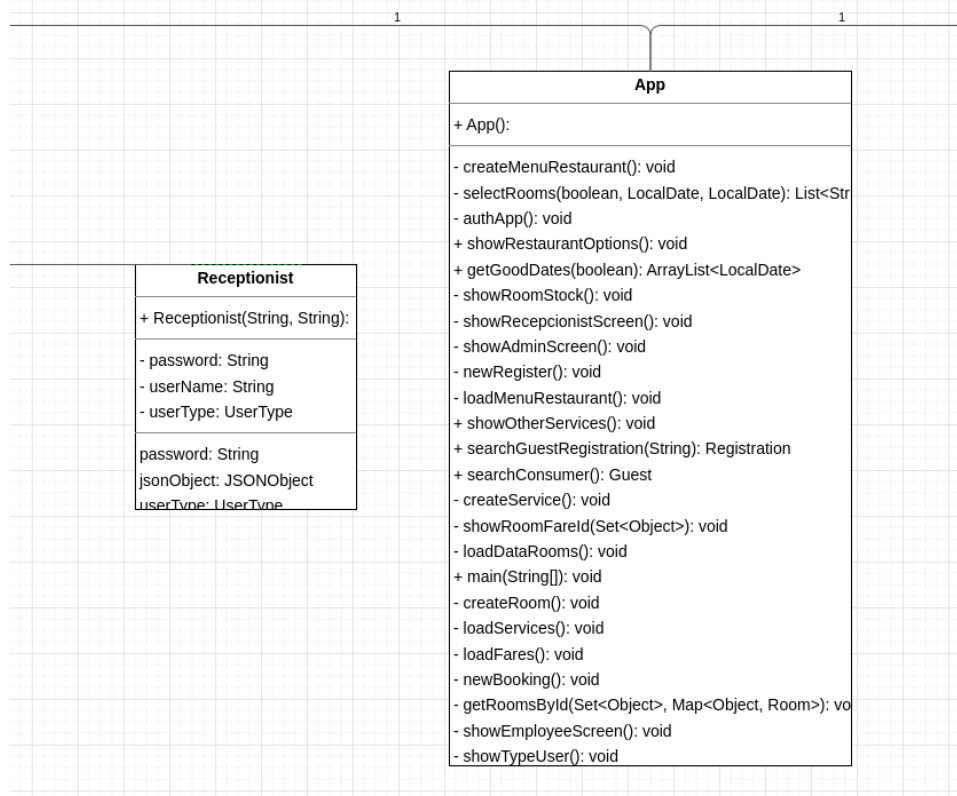 1
1
App
+ App():
- createMenuRestaurant(): void
- selectRooms(boolean, LocalDate, LocalDate): List<Str
- authApp(): void
+ showRestaurantOptions(): void
+ getGoodDates(boolean): ArrayList<LocalDate>
- showRoomStock(): void
- showRecepcionistScreen(): void
- showAdminScreen(): void
- newRegister(): void
- loadMenuRestaurant(): void
+ showOtherServices(): void
+ searchGuestRegistration(String): Registration
+ searchConsumer(): Guest
- createService(): void
- showRoomFareId(Set<Object>): void
- loadDataRooms(): void
+ main(String[]): void
- createRoom(): void
- loadServices(): void
- loadFares(): void
- newBooking(): void
- getRoomsById(Set<Object>, Map<Object, Room>): vo
- showEmployeeScreen(): void
- showTypeUser(): void
Receptionist
+ Receptionist(String, String):
- password: String
- userName: String
- userType: UserType
password: String
jsonObject: JSONObject
userType: UserType